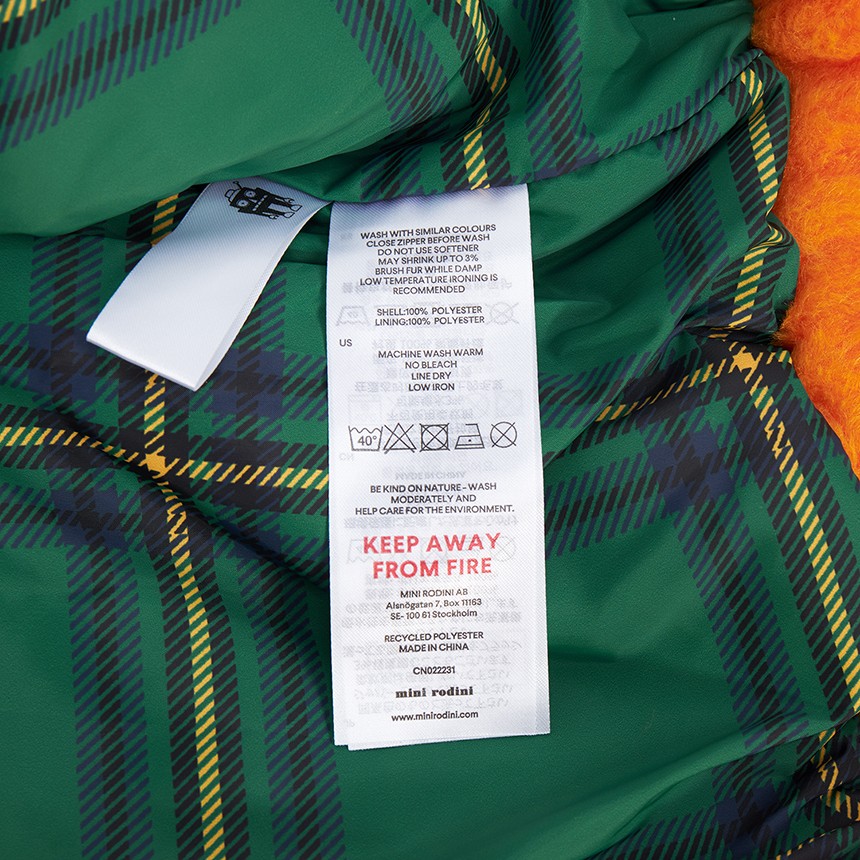 WASH WITH SIMILAR COLOURS
CLOSE ZIPPER BEFORE WASH
DO NOT USE SOFTENER
MAY SHRINK UP TO 3%
BRUSH FUR WHILE DAMP
LOW TEMPERATURE IRONING IS
RECOMMENDED
SHELL:100% POLYESTER
LINING:100% POLYESTER
US
MACHINE WASH WARM
NO BLEACH
LINE DRY
LOW IRON
40°
BE KIND ON NATURE - WASH
MODERATELY AND
HELP CARE FOR THE ENVIRONMENT.
KEEP AWAY
FROM FIRE
MINI RODINI AB
Alsnögatan 7, Box 11163
SE- 100 61 Stockholm
RECYCLED POLYESTER
MADE IN CHINA
CN022231
mini rodini
www.minirodini.com